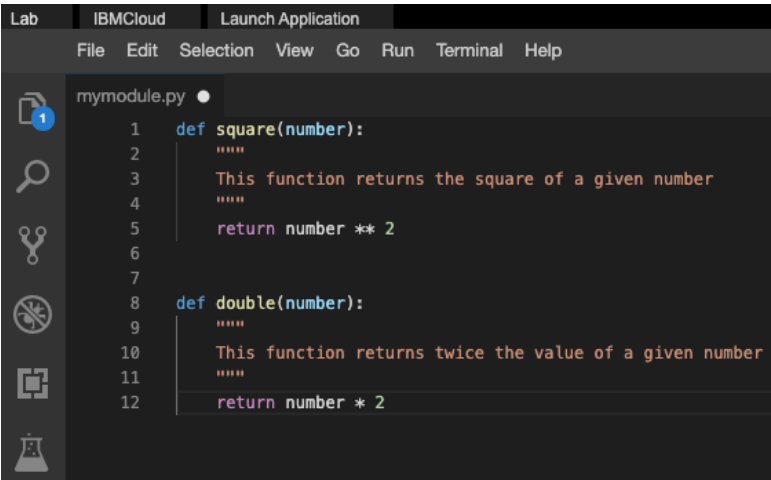 Lab IBMCloud Launch Application
File Edit Selection View Go Run Terminal Help
mymodule.py
1
1 def square(number):
2 """
3 This function returns the square of a given number
4 """
5 return number ** 2
6
7
8 def double(number):
9 """
10 This function returns twice the value of a given number
11 """
12 return number * 2